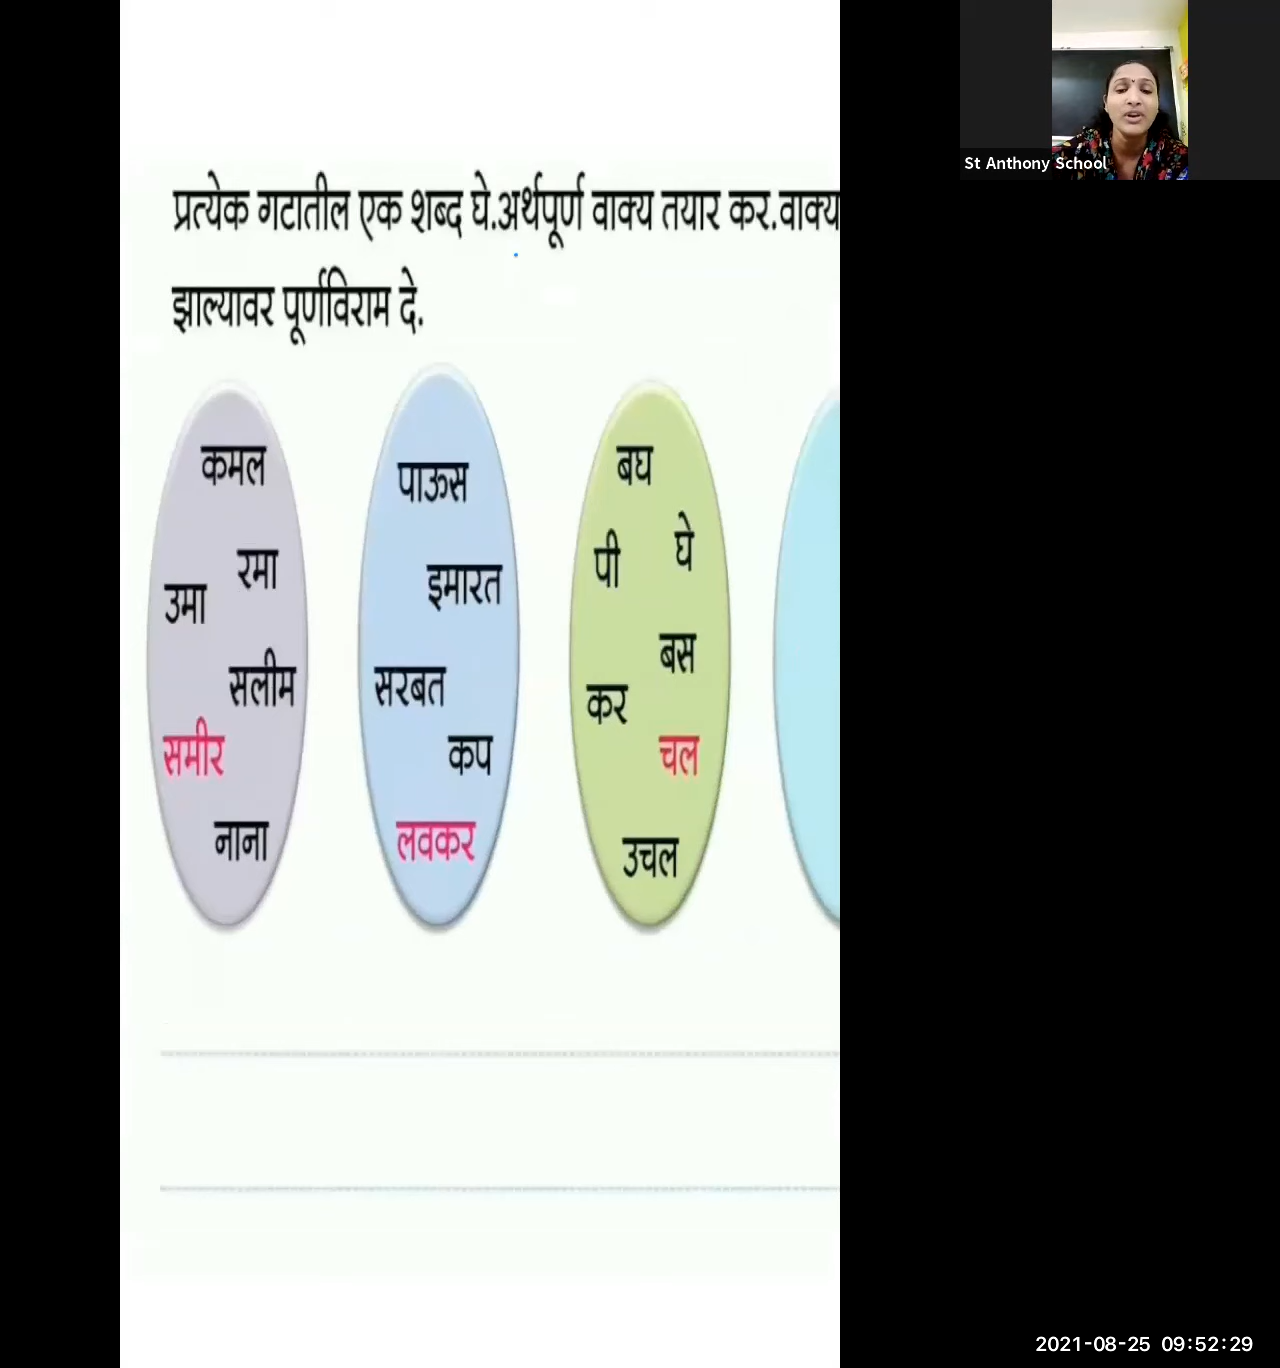 प्रत्येक गटातील एक शब्द घे.अर्थपूर्ण वाक्य तयार कर.वाक्य
झाल्यावर पूर्णविराम दे.
कमल
रमा
उमा
सलीम
समीर
नाना
पाऊस
इमारत
सरबत
कप
लवकर
बघ
घे
पी
बस
कर
चल
उचल
St Anthony School
2021-08-25 09:52:29